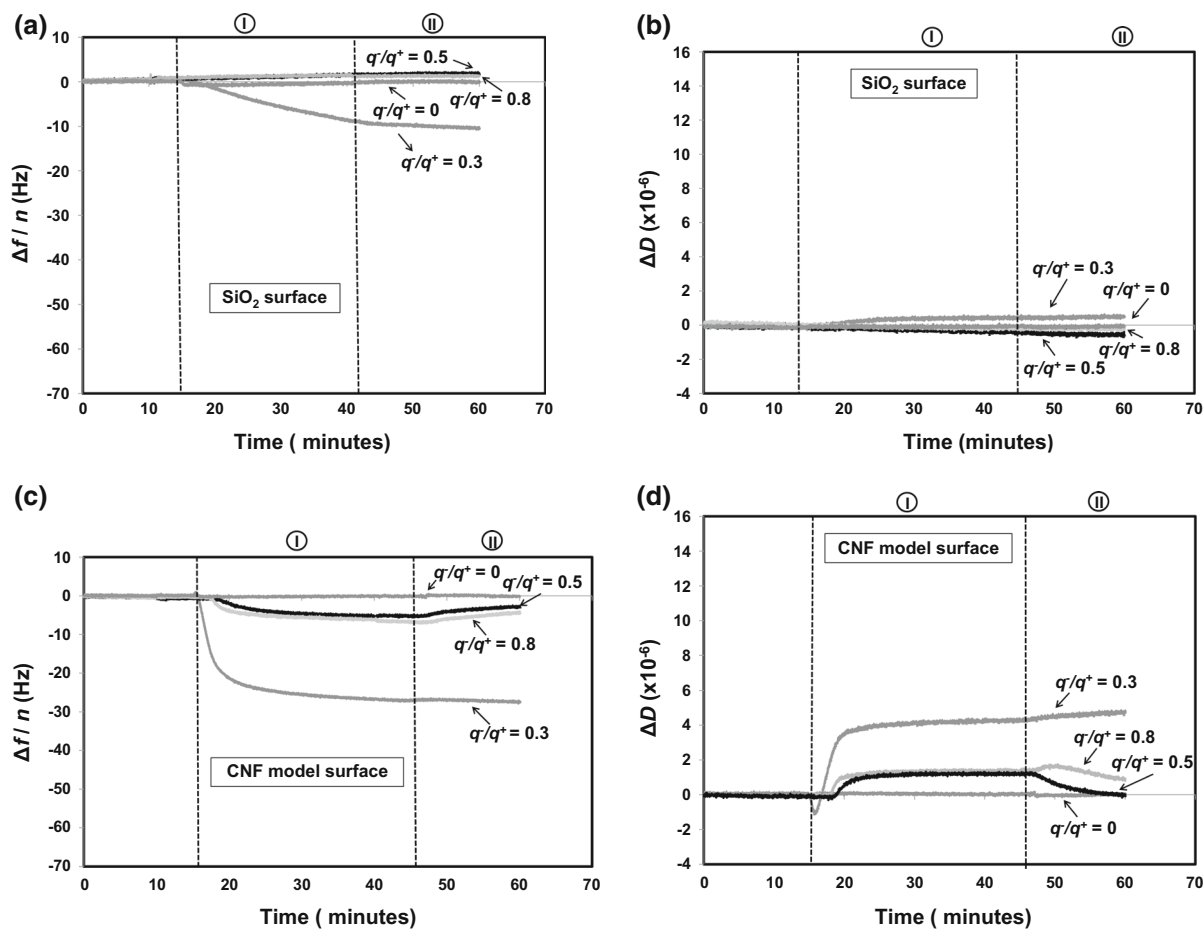 (a)
Ⓘ
Ⓘⓘ
10
0
-10
-20
-30
-40
-50
-60
-70
Δf / n (Hz)
q⁻/q⁺ = 0.5
q⁻/q⁺ = 0.8
q⁻/q⁺ = 0
q⁻/q⁺ = 0.3
SiO₂ surface
0
10
20
30
40
50
60
70
Time ( minutes)
(b)
Ⓘ
Ⓘⓘ
16
14
12
10
8
6
4
2
0
-2
-4
ΔD (x10⁻⁶)
SiO₂ surface
q⁻/q⁺ = 0.3
q⁻/q⁺ = 0
q⁻/q⁺ = 0.8
q⁻/q⁺ = 0.5
0
10
20
30
40
50
60
70
Time (minutes)
(c)
Ⓘ
Ⓘⓘ
10
0
-10
-20
-30
-40
-50
-60
-70
Δf / n (Hz)
q⁻/q⁺ = 0
q⁻/q⁺ = 0.5
q⁻/q⁺ = 0.8
q⁻/q⁺ = 0.3
CNF model surface
0
10
20
30
40
50
60
70
Time ( minutes)
(d)
Ⓘ
Ⓘⓘ
16
14
12
10
8
6
4
2
0
-2
-4
ΔD (x10⁻⁶)
CNF model surface
q⁻/q⁺ = 0.3
q⁻/q⁺ = 0.8
q⁻/q⁺ = 0.5
q⁻/q⁺ = 0
0
10
20
30
40
50
60
70
Time ( minutes)